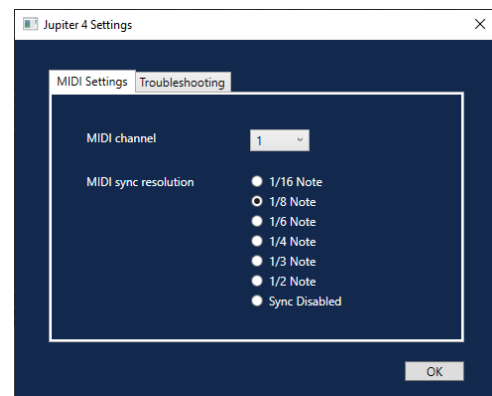 Jupiter 4 Settings
MIDI Settings Troubleshooting
MIDI channel 1
MIDI sync resolution 1/16 Note
1/8 Note
1/6 Note
1/4 Note
1/3 Note
1/2 Note
Sync Disabled
OK